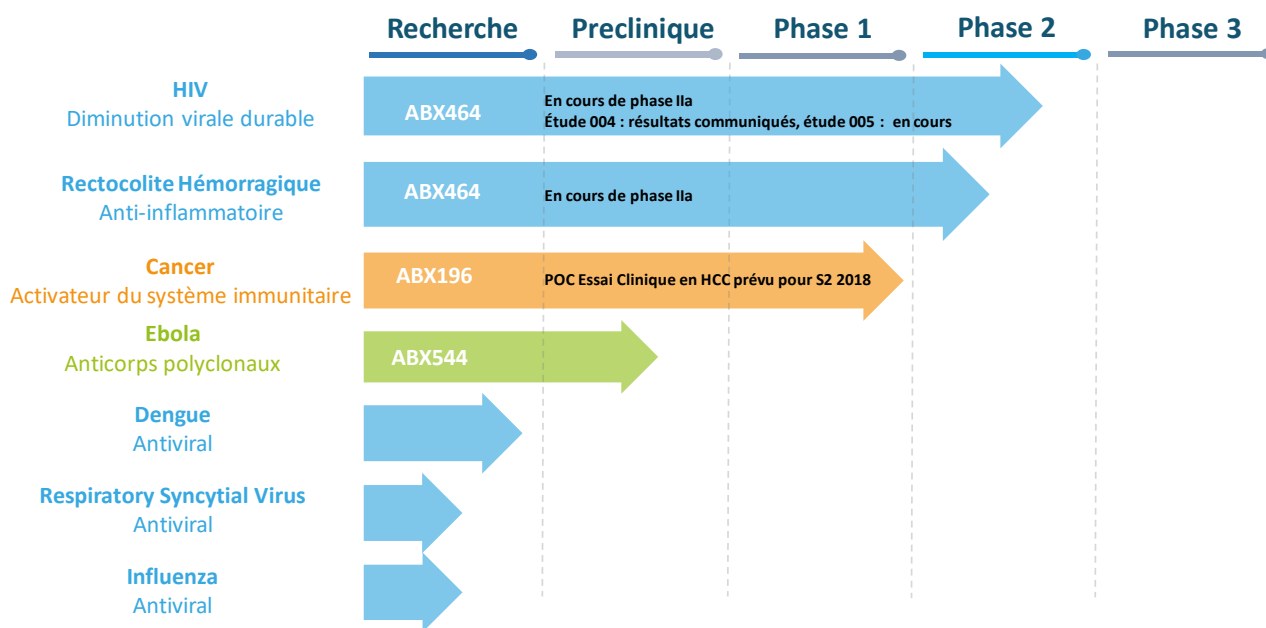 Recherche Preclinique Phase 1 Phase 2 Phase 3
HIV
Diminution virale durable
ABX464
En cours de phase IIa
Étude 004 : résultats communiqués, étude 005 : en cours
Rectocolite Hémorragique
Anti-inflammatoire
ABX464
En cours de phase IIa
Cancer
Activateur du système immunitaire
ABX196
POC Essai Clinique en HCC prévu pour S2 2018
Ebola
Anticorps polyclonaux
ABX544
Dengue
Antiviral
Respiratory Syncytial Virus
Antiviral
Influenza
Antiviral